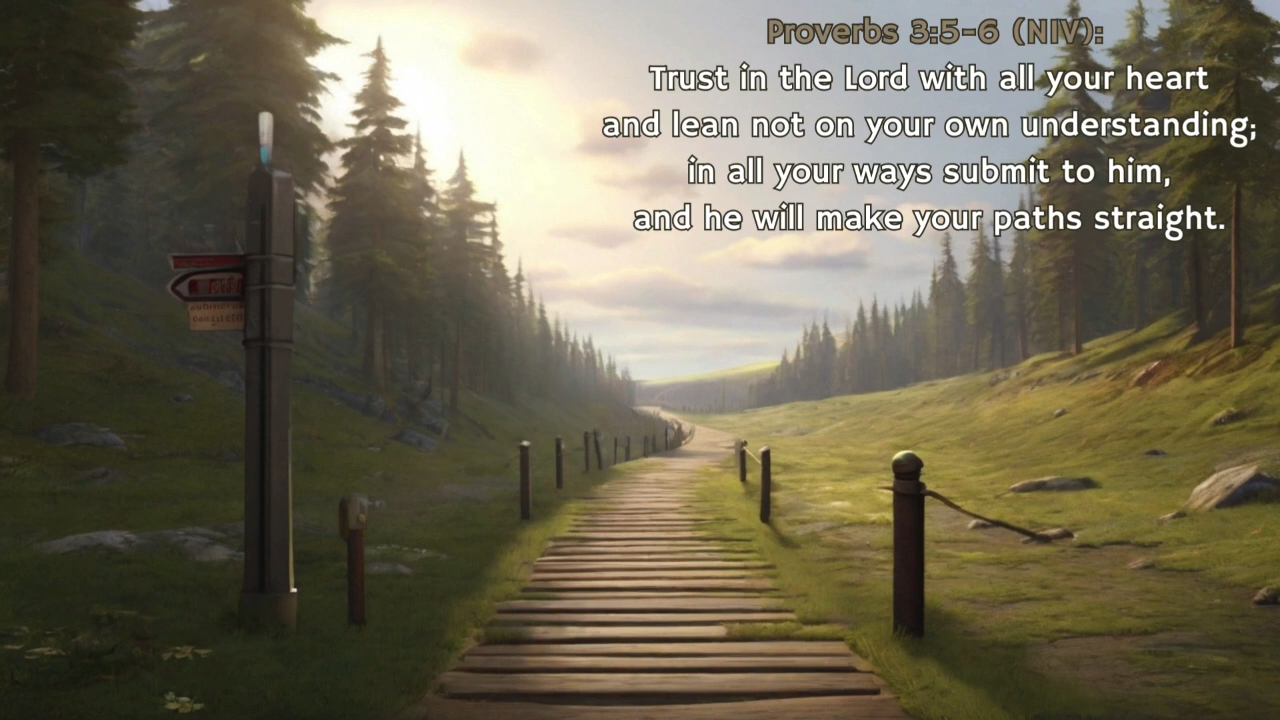 Proverbs 3:5-6 (NIV):
Trust in the Lord with all your heart
and lean not on your own understanding;
in all your ways submit to him,
and he will make your paths straight.